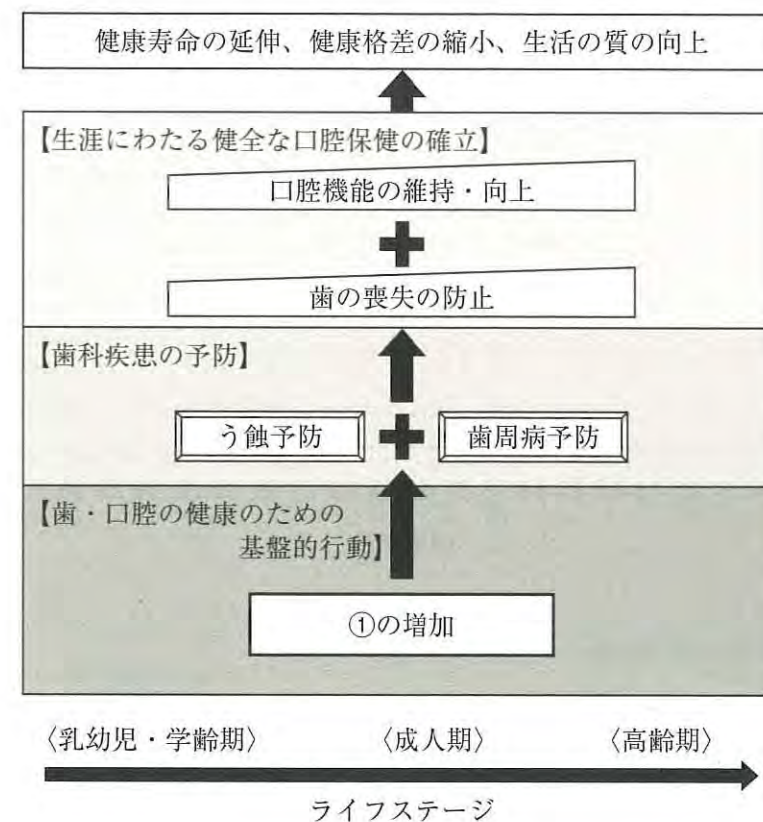 健康寿命の延伸、健康格差の縮小、生活の質の向上
【生涯にわたる健全な口腔保健の確立】
口腔機能の維持・向上
歯の喪失の防止
【歯科疾患の予防】
う蝕予防
歯周病予防
【歯・口腔の健康のための
基盤的行動】
①の増加
〈乳幼児・学齢期〉 〈成人期〉 〈高齢期〉
ライフステージ